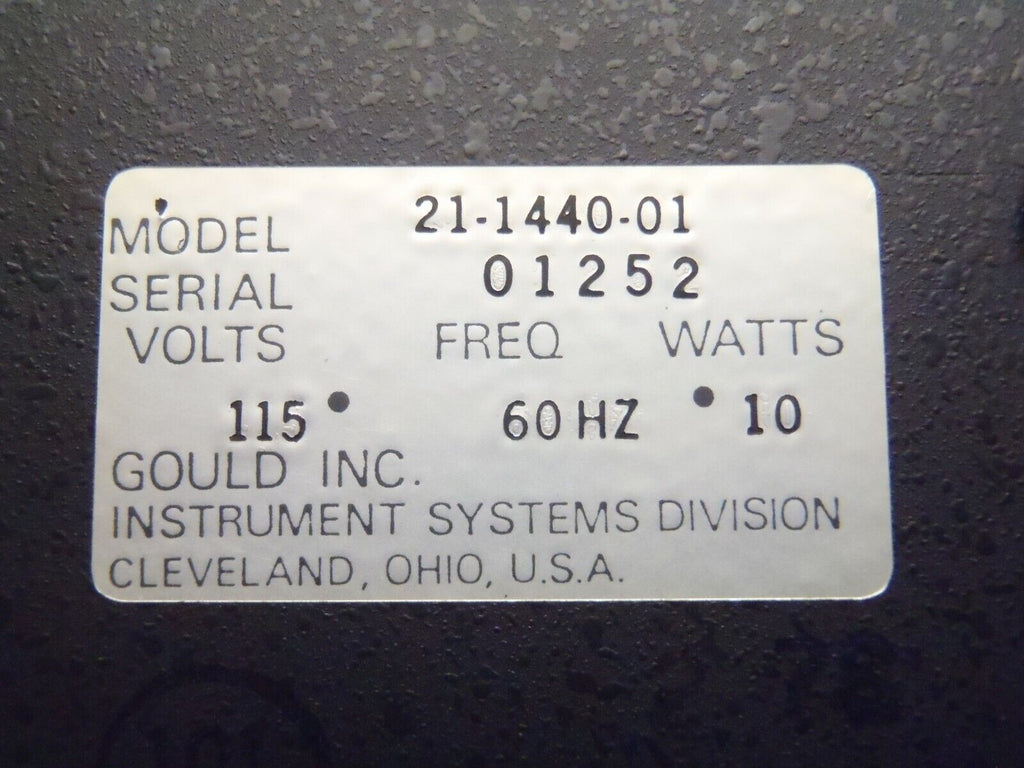 MODEL 21-1440-01
SERIAL 01252
VOLTS FREQ WATTS
115 60 HZ 10
GOULD INC.
INSTRUMENT SYSTEMS DIVISION
CLEVELAND, OHIO, U.S.A.